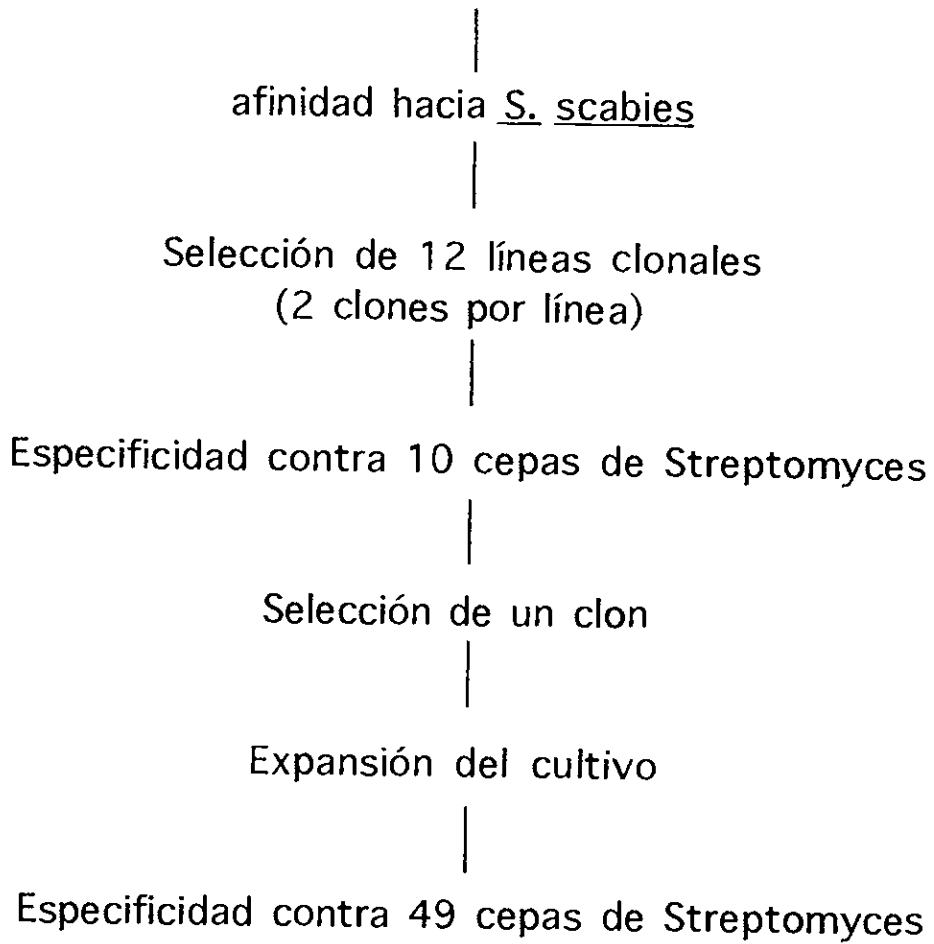 afinidad hacia S. scabies
Selección de 12 líneas clonales
(2 clones por línea)
Especificidad contra 10 cepas de Streptomyces
Selección de un clon
Expansión del cultivo
Especificidad contra 49 cepas de Streptomyces